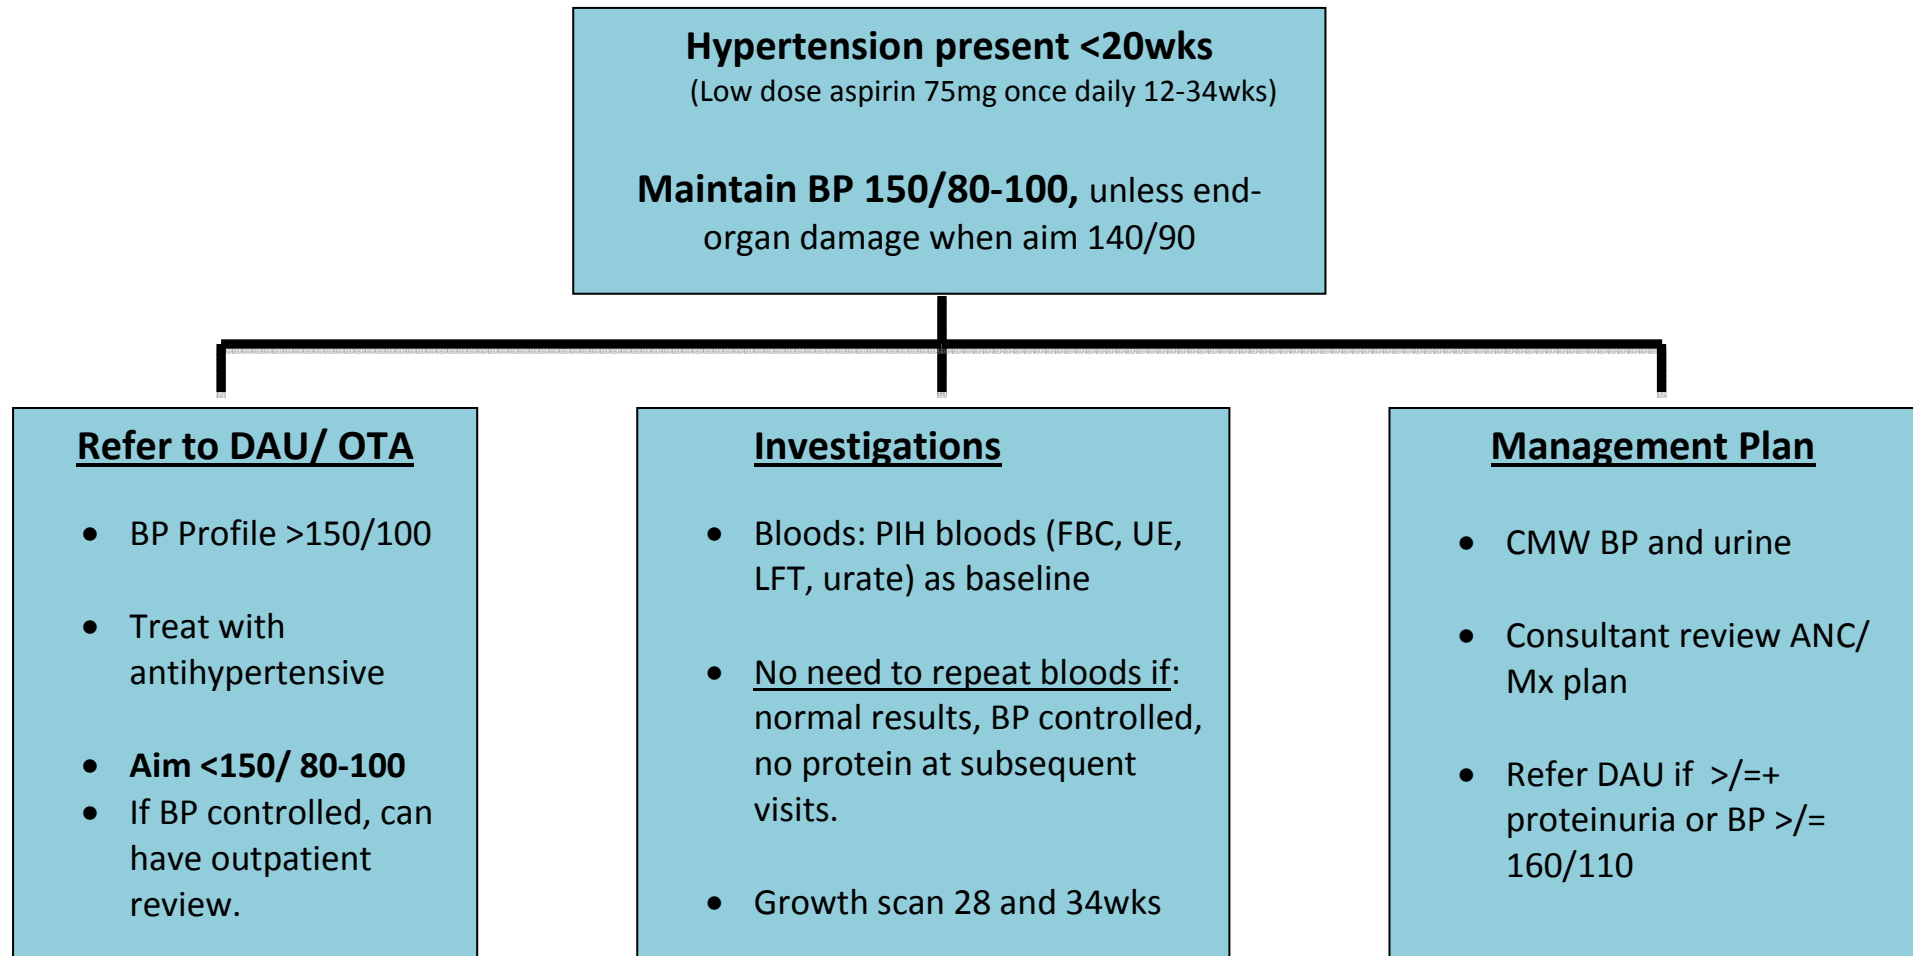 Hypertension present <20wks
(Low dose aspirin 75mg once daily 12-34wks)
Maintain BP 150/80-100, unless end-
organ damage when aim 140/90
Refer to DAU/ OTA
• BP Profile >150/100
• Treat with
antihypertensive
• Aim <150/ 80-100
• If BP controlled, can
have outpatient
review.
Investigations
• Bloods: PIH bloods (FBC, UE,
LFT, urate) as baseline
• No need to repeat bloods if:
normal results, BP controlled,
no protein at subsequent
visits.
• Growth scan 28 and 34wks
Management Plan
• CMW BP and urine
• Consultant review ANC/
Mx plan
• Refer DAU if >/=+
proteinuria or BP >/=
160/110